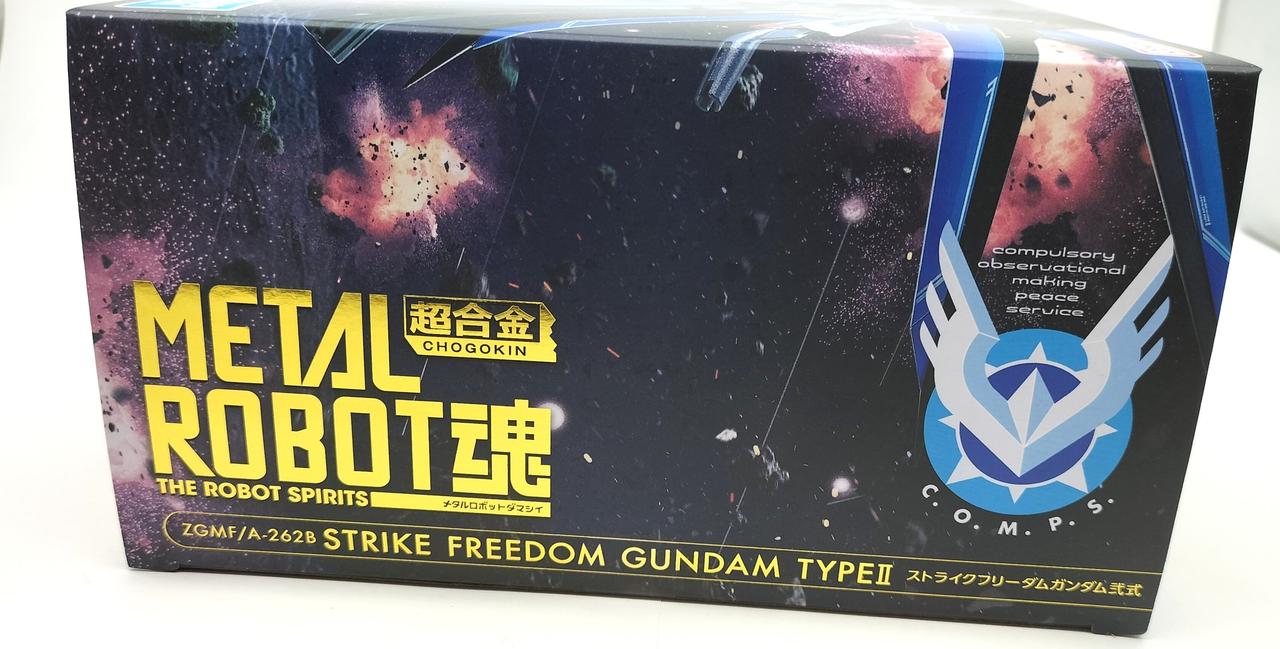 METAL
超合金
CHOGOKIN
ROBOT魂
THE ROBOT SPIRITS
メタルロボットダマシイ
ZGMF/A-262B STRIKE FREEDOM GUNDAM TYPEⅡ ストライクフリーダムガンダム弐式
compulsory
observational
making
peace
service
C.O.M.P.S.